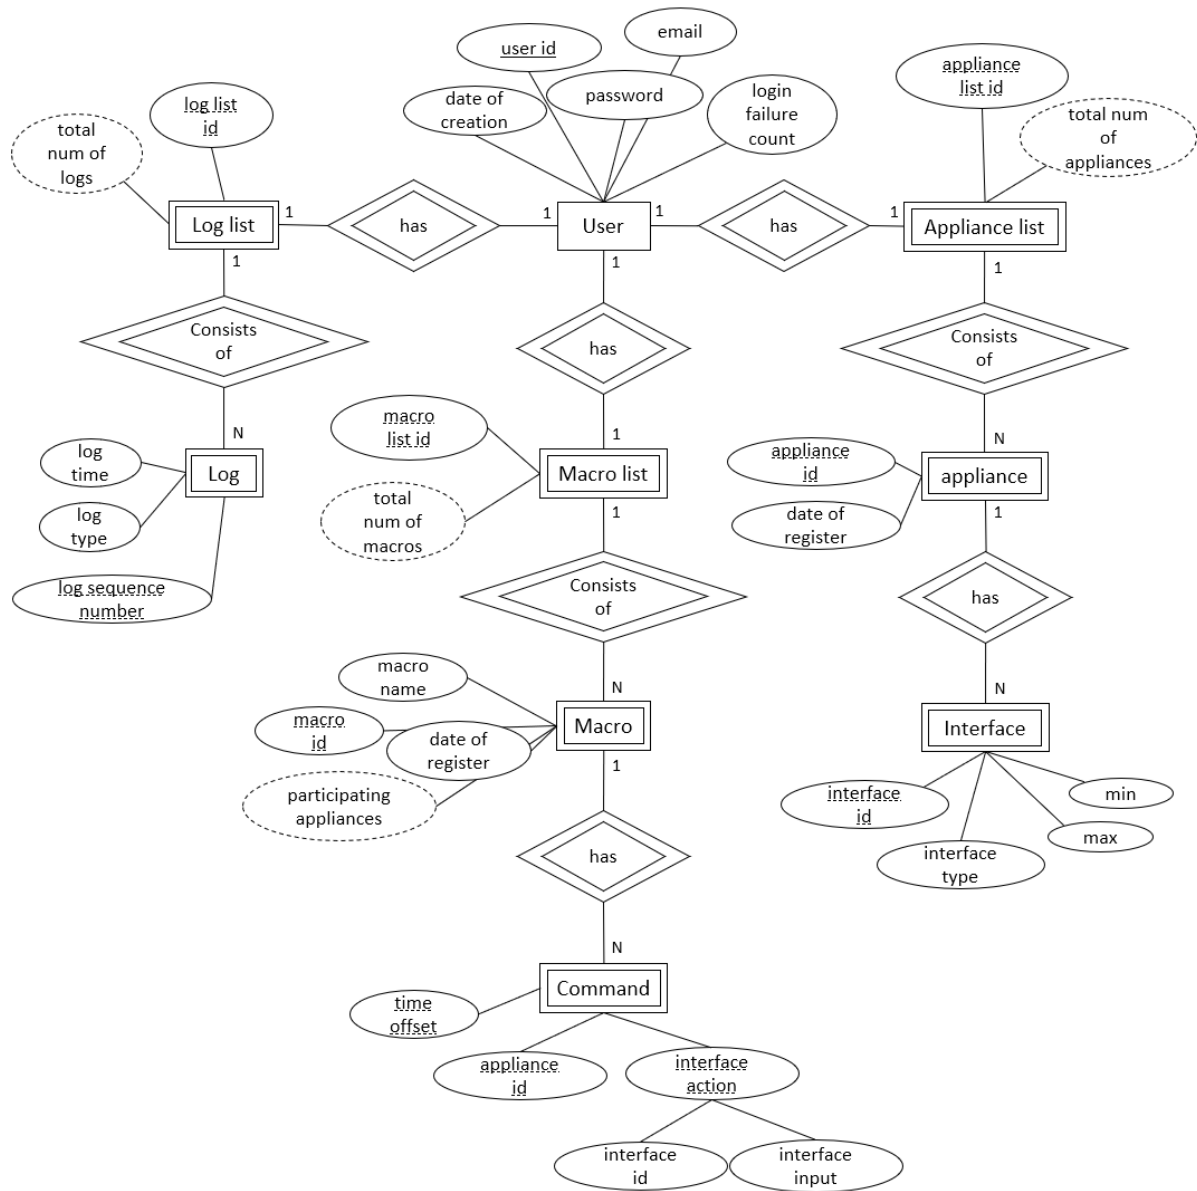 email
user id
appliance
list id
date of
creation
password
login
failure
count
log list
id
total
num of
logs
total num
of
appliances
Log list
1
has
1
User
1
has
1
Appliance list
1
1
1
Consists
of
has
Consists
of
N
log
time
Log
log
type
log sequence
number
macro
list id
1
Macro list
total
num of
macros
1
N
appliance
id
appliance
date of
register
1
Consists
of
has
N
macro
name
macro
id
date of
register
Macro
participating
appliances
1
N
Interface
interface
id
min
max
interface
type
has
N
Command
time
offset
appliance
id
interface
action
interface
id
interface
input